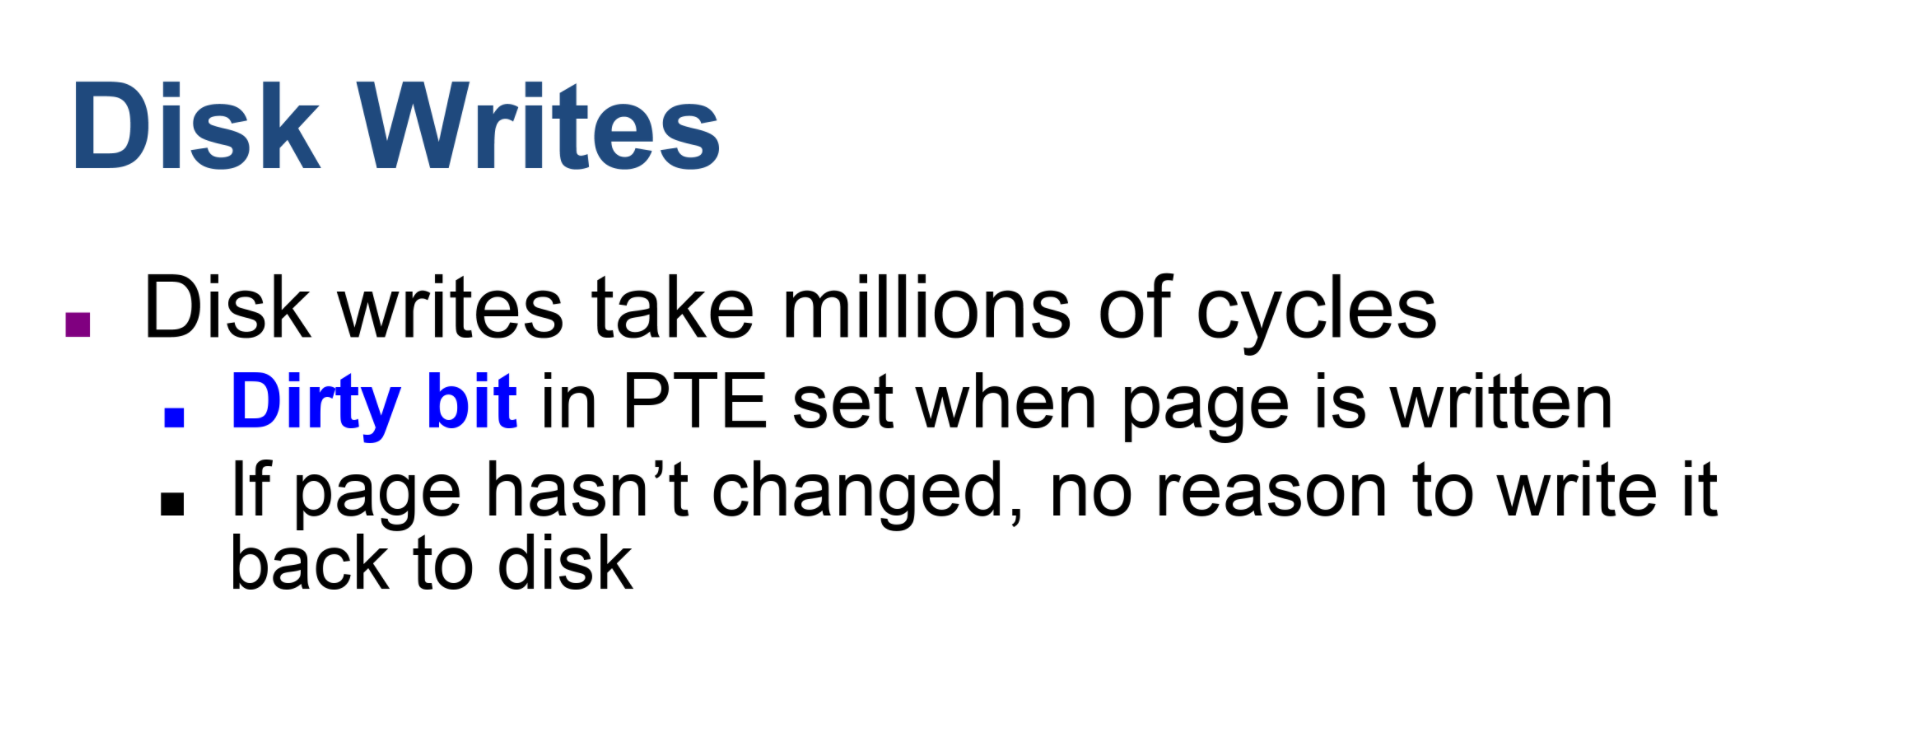 Disk Writes
Disk writes take millions of cycles
Dirty bit in PTE set when page is written
If page hasn’t changed, no reason to write it
back to disk